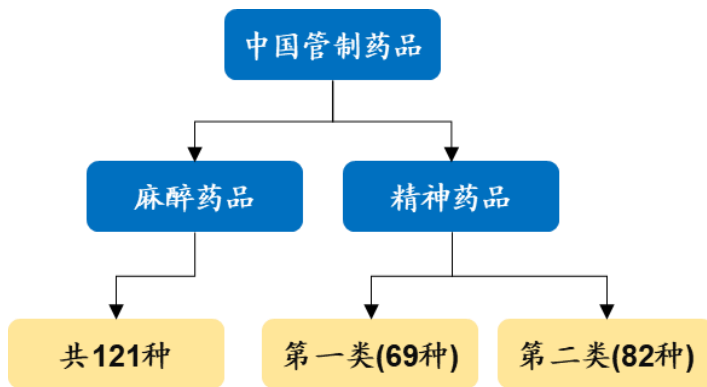 中国管制药品
麻醉药品
精神药品
共121种
第一类(69种)
第二类(82种)